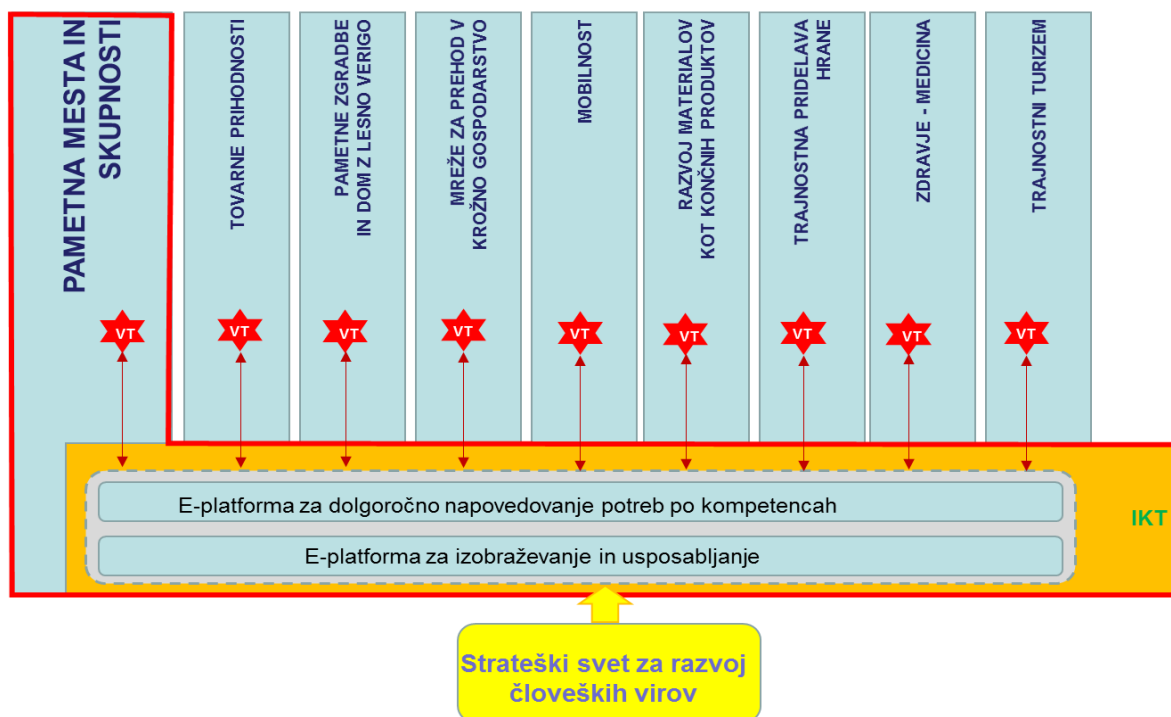 PAMETNA MESTA IN
SKUPNOSTI
TOVARNE PRIHODNOSTI
PAMETNE ZGRADBE
IN DOM Z LESNO VERIGO
MREŽE ZA PREHOD V
KROŽNO GOSPODARSTVO
MOBILNOST
RAZVOJ MATERIALOV
KOT KONČNIH PRODUKTOV
TRAJNOSTNA PRIDELAVA
HRANE
ZDRAVJE - MEDICINA
TRAJNOSTNI TURIZEM
VT
VT
VT
VT
VT
VT
VT
VT
VT
E-platforma za dolgoročno napovedovanje potreb po kompetencah
IKT
E-platforma za izobraževanje in usposabljanje
Strateški svet za razvoj
človeških virov